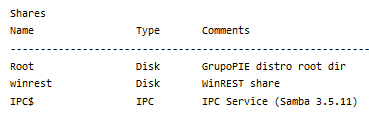 Shares
Name Type Comments
--------------------------------------------------------------
Root Disk GrupoPIE distro root dir
winrest Disk WinREST share
IPC$ IPC IPC Service (Samba 3.5.11)